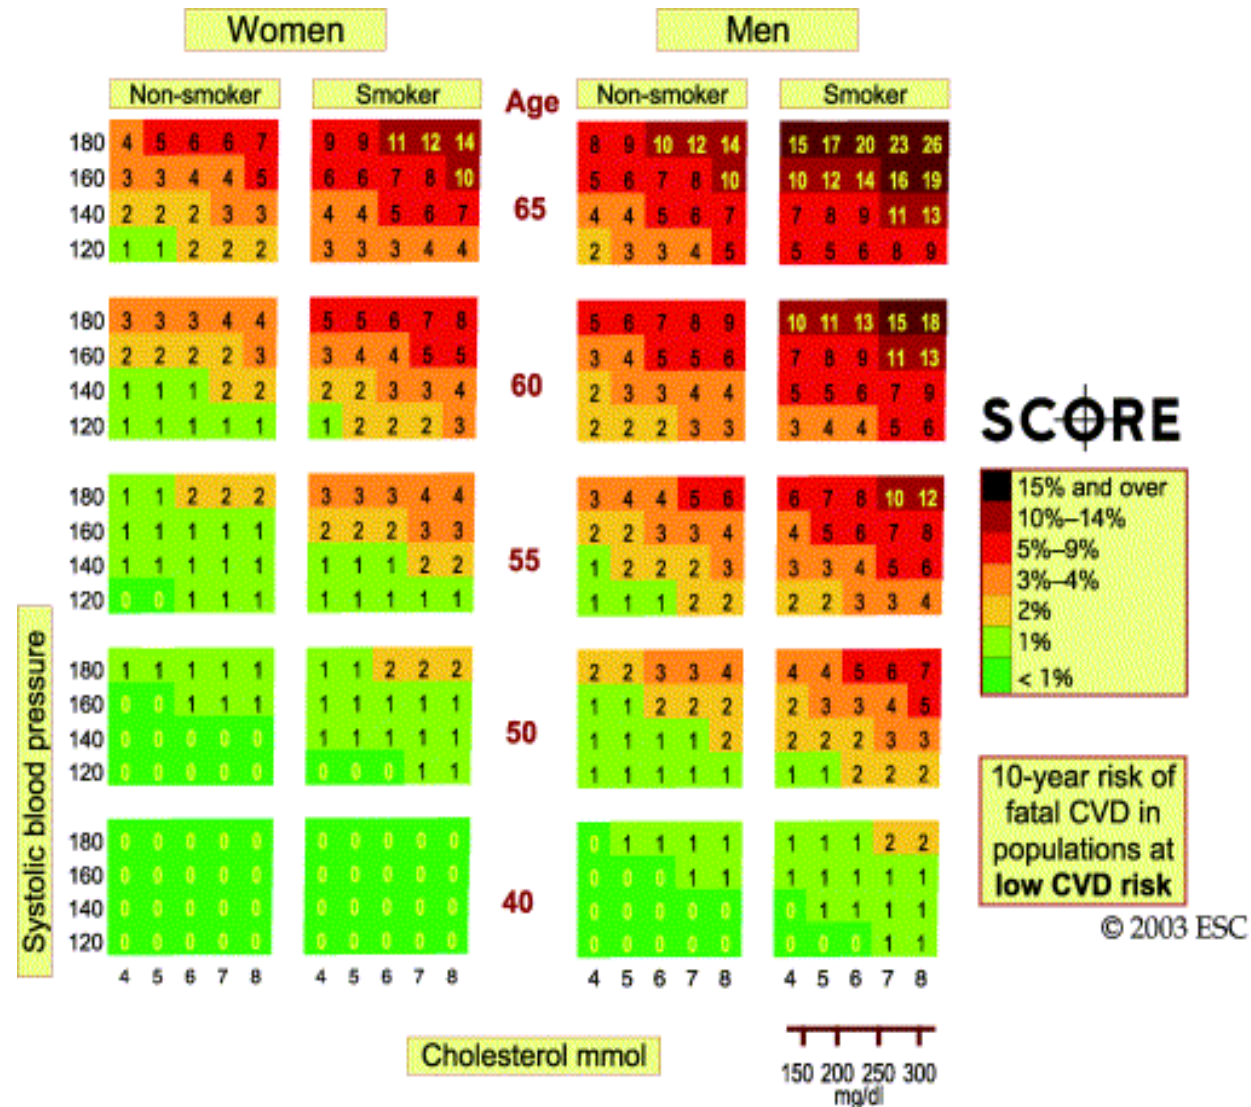 Women Men
Non-smoker Smoker Age Non-smoker Smoker
180 4 5 6 6 7 9 9 11 12 14 8 9 10 12 14 15 17 20 23 26
160 3 3 4 4 5 6 6 7 8 10 5 6 7 8 10 10 12 14 16 19
65
140 2 2 2 3 3 4 4 5 6 7 4 4 5 6 7 7 8 9 11 13
120 1 1 2 2 2 3 3 3 4 4 2 3 3 4 5 5 5 6 8 9
180 3 3 3 4 4 5 5 6 7 8 5 6 7 8 9 10 11 13 15 18
160 2 2 2 2 3 3 4 4 5 5 3 4 5 5 6 7 8 9 11 13
60
140 1 1 1 2 2 2 2 3 3 4 2 3 3 4 4 5 5 6 7 9
120 1 1 1 1 1 1 2 2 2 3 2 2 2 3 3 3 4 4 5 6
180 1 1 2 2 2 3 3 3 4 4 3 4 4 5 6 6 7 8 10 12
160 1 1 1 1 1 2 2 2 3 3 2 2 3 3 4 4 5 6 7 8
55
140 1 1 1 1 1 1 1 1 2 2 1 2 2 2 3 3 3 4 5 6
120 0 0 1 1 1 1 1 1 1 1 1 1 1 2 2 2 2 3 3 4
180 1 1 1 1 1 1 1 2 2 2 2 2 3 3 4 4 4 5 6 7
160 0 0 1 1 1 1 1 1 1 1 1 1 2 2 2 2 3 3 4 5
50
140 0 0 0 0 0 1 1 1 1 1 1 1 1 1 2 2 2 2 3 3
120 0 0 0 0 0 0 0 0 1 1 1 1 1 1 1 1 1 2 2 2
180 0 0 0 0 0 0 0 0 0 0 0 1 1 1 1 1 1 1 2 2
160 0 0 0 0 0 0 0 0 0 0 0 0 0 1 1 1 1 1 1 1
40
140 0 0 0 0 0 0 0 0 0 0 0 0 0 0 0 0 1 1 1 1
120 0 0 0 0 0 0 0 0 0 0 0 0 0 0 0 0 0 0 1 1
4 5 6 7 8 4 5 6 7 8 4 5 6 7 8 4 5 6 7 8
Systolic blood pressure
Cholesterol mmol
150 200 250 300
mg/dl
SCORE
15% and over
10%–14%
5%–9%
3%–4%
2%
1%
< 1%
10-year risk of
fatal CVD in
populations at
low CVD risk
© 2003 ESC